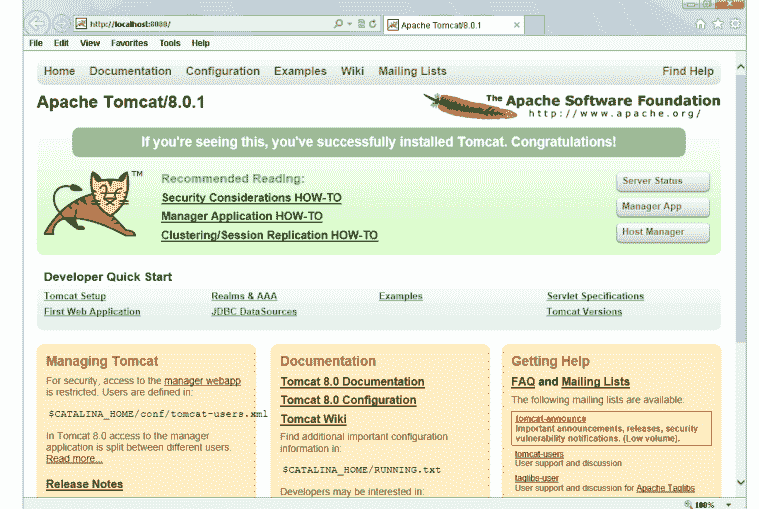 http://localhost:8080/
Apache Tomcat/8.0.1
File Edit View Favorites Tools Help
Home Documentation Configuration Examples Wiki Mailing Lists Find Help
Apache Tomcat/8.0.1
The Apache Software Foundation
http://www.apache.org/
If you're seeing this, you've successfully installed Tomcat. Congratulations!
TM
Recommended Reading:
Security Considerations HOW-TO
Manager Application HOW-TO
Clustering/Session Replication HOW-TO
Server Status
Manager App
Host Manager
Developer Quick Start
Tomcat Setup
First Web Application
Realms & AAA
JDBC DataSources
Examples
Servlet Specifications
Tomcat Versions
Managing Tomcat
For security, access to the manager webapp
is restricted. Users are defined in:
$CATALINA_HOME/conf/tomcat-users.xml
In Tomcat 8.0 access to the manager
application is split between different users.
Read more...
Release Notes
Documentation
Tomcat 8.0 Documentation
Tomcat 8.0 Configuration
Tomcat Wiki
Find additional important configuration
information in:
$CATALINA_HOME/RUNNING.txt
Developers may be interested in:
Getting Help
FAQ and Mailing Lists
The following mailing lists are available:
tomcat-announce
Important announcements, releases, security
vulnerability notifications. (Low volume).
tomcat-users
User support and discussion
taglibs-user
User support and discussion for Apache Taglibs
100%